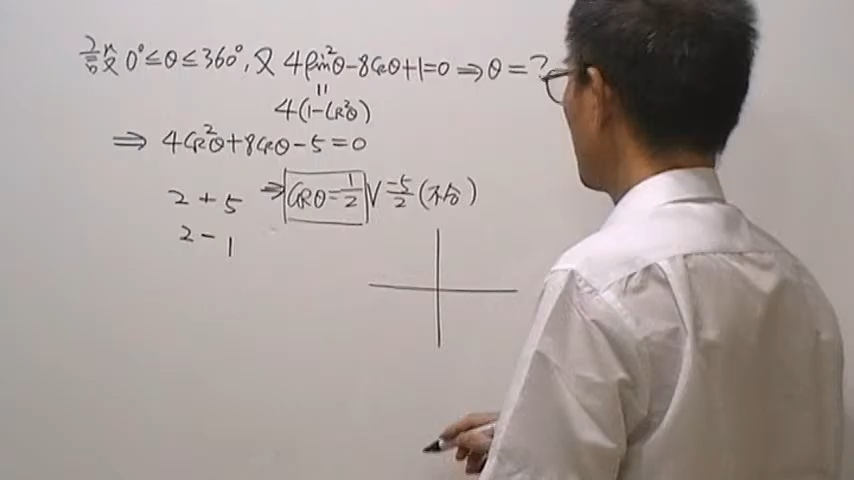 設 0°≤θ≤360°, 又 4sin²θ-8cosθ+1=0 ⇒ θ=?
=
4(1-cos²θ)
⇒ 4cos²θ+8cosθ-5=0
2 + 5 ⇒ cosθ=1/2 ∨ -5/2 (不合)
2 - 1